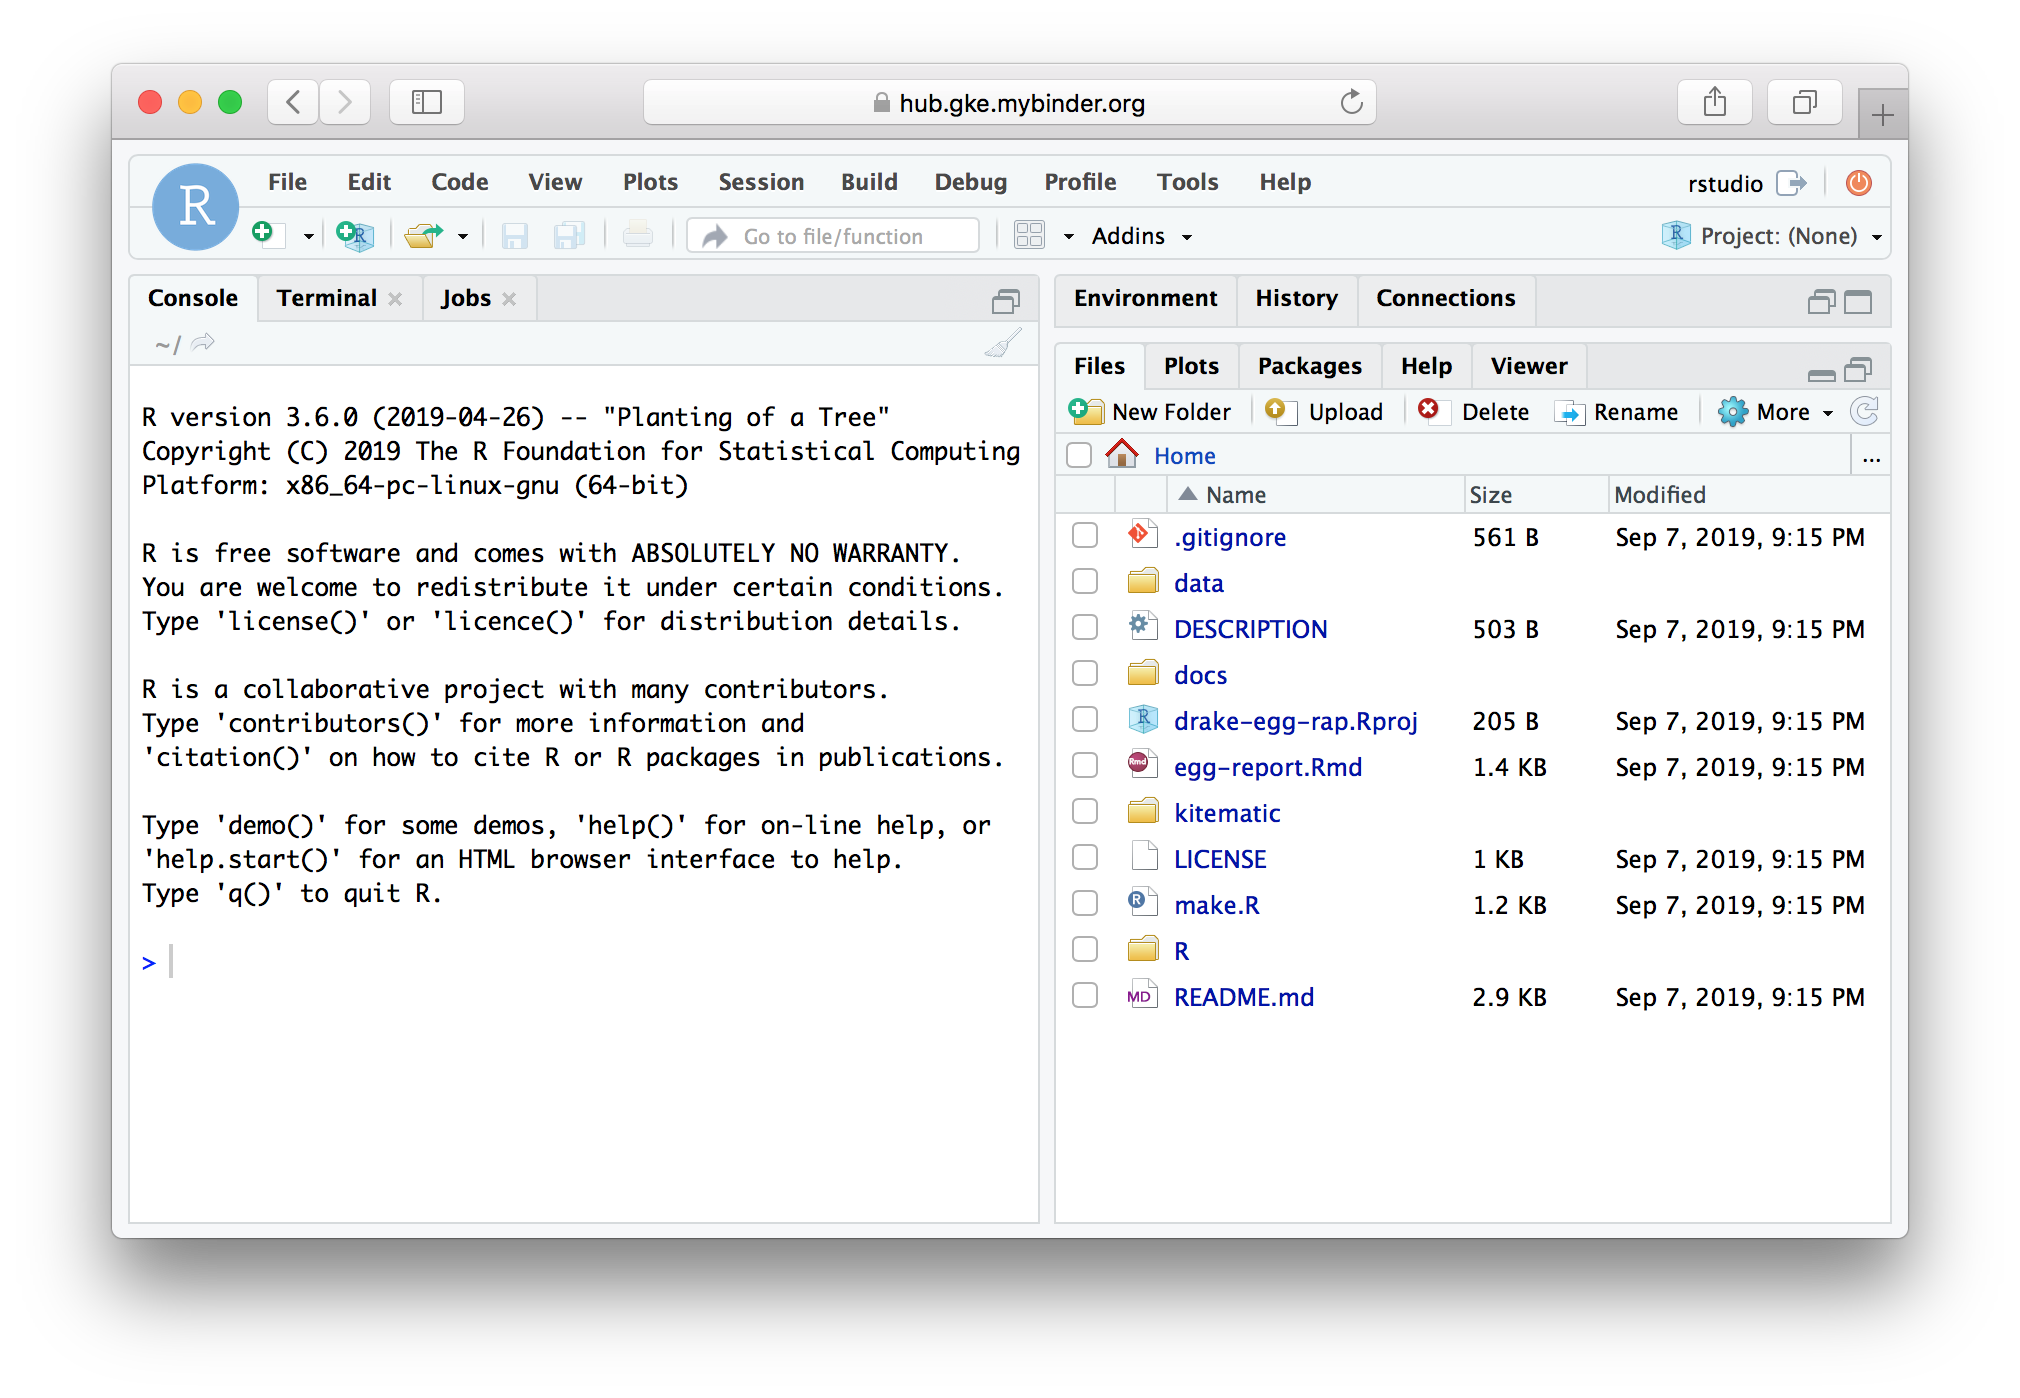 hub.gke.mybinder.org
R
File Edit Code View Plots Session Build Debug Profile Tools Help
rstudio
Go to file/function
Addins
Project: (None)
Console Terminal Jobs
~/
R version 3.6.0 (2019-04-26) -- "Planting of a Tree"
Copyright (C) 2019 The R Foundation for Statistical Computing
Platform: x86_64-pc-linux-gnu (64-bit)
R is free software and comes with ABSOLUTELY NO WARRANTY.
You are welcome to redistribute it under certain conditions.
Type 'license()' or 'licence()' for distribution details.
R is a collaborative project with many contributors.
Type 'contributors()' for more information and
'citation()' on how to cite R or R packages in publications.
Type 'demo()' for some demos, 'help()' for on-line help, or
'help.start()' for an HTML browser interface to help.
Type 'q()' to quit R.
>
Environment History Connections
Files Plots Packages Help Viewer
New Folder Upload Delete Rename More
Home ...
Name Size Modified
.gitignore 561 B Sep 7, 2019, 9:15 PM
data
DESCRIPTION 503 B Sep 7, 2019, 9:15 PM
docs
drake-egg-rap.Rproj 205 B Sep 7, 2019, 9:15 PM
egg-report.Rmd 1.4 KB Sep 7, 2019, 9:15 PM
kitematic
LICENSE 1 KB Sep 7, 2019, 9:15 PM
make.R 1.2 KB Sep 7, 2019, 9:15 PM
R
README.md 2.9 KB Sep 7, 2019, 9:15 PM